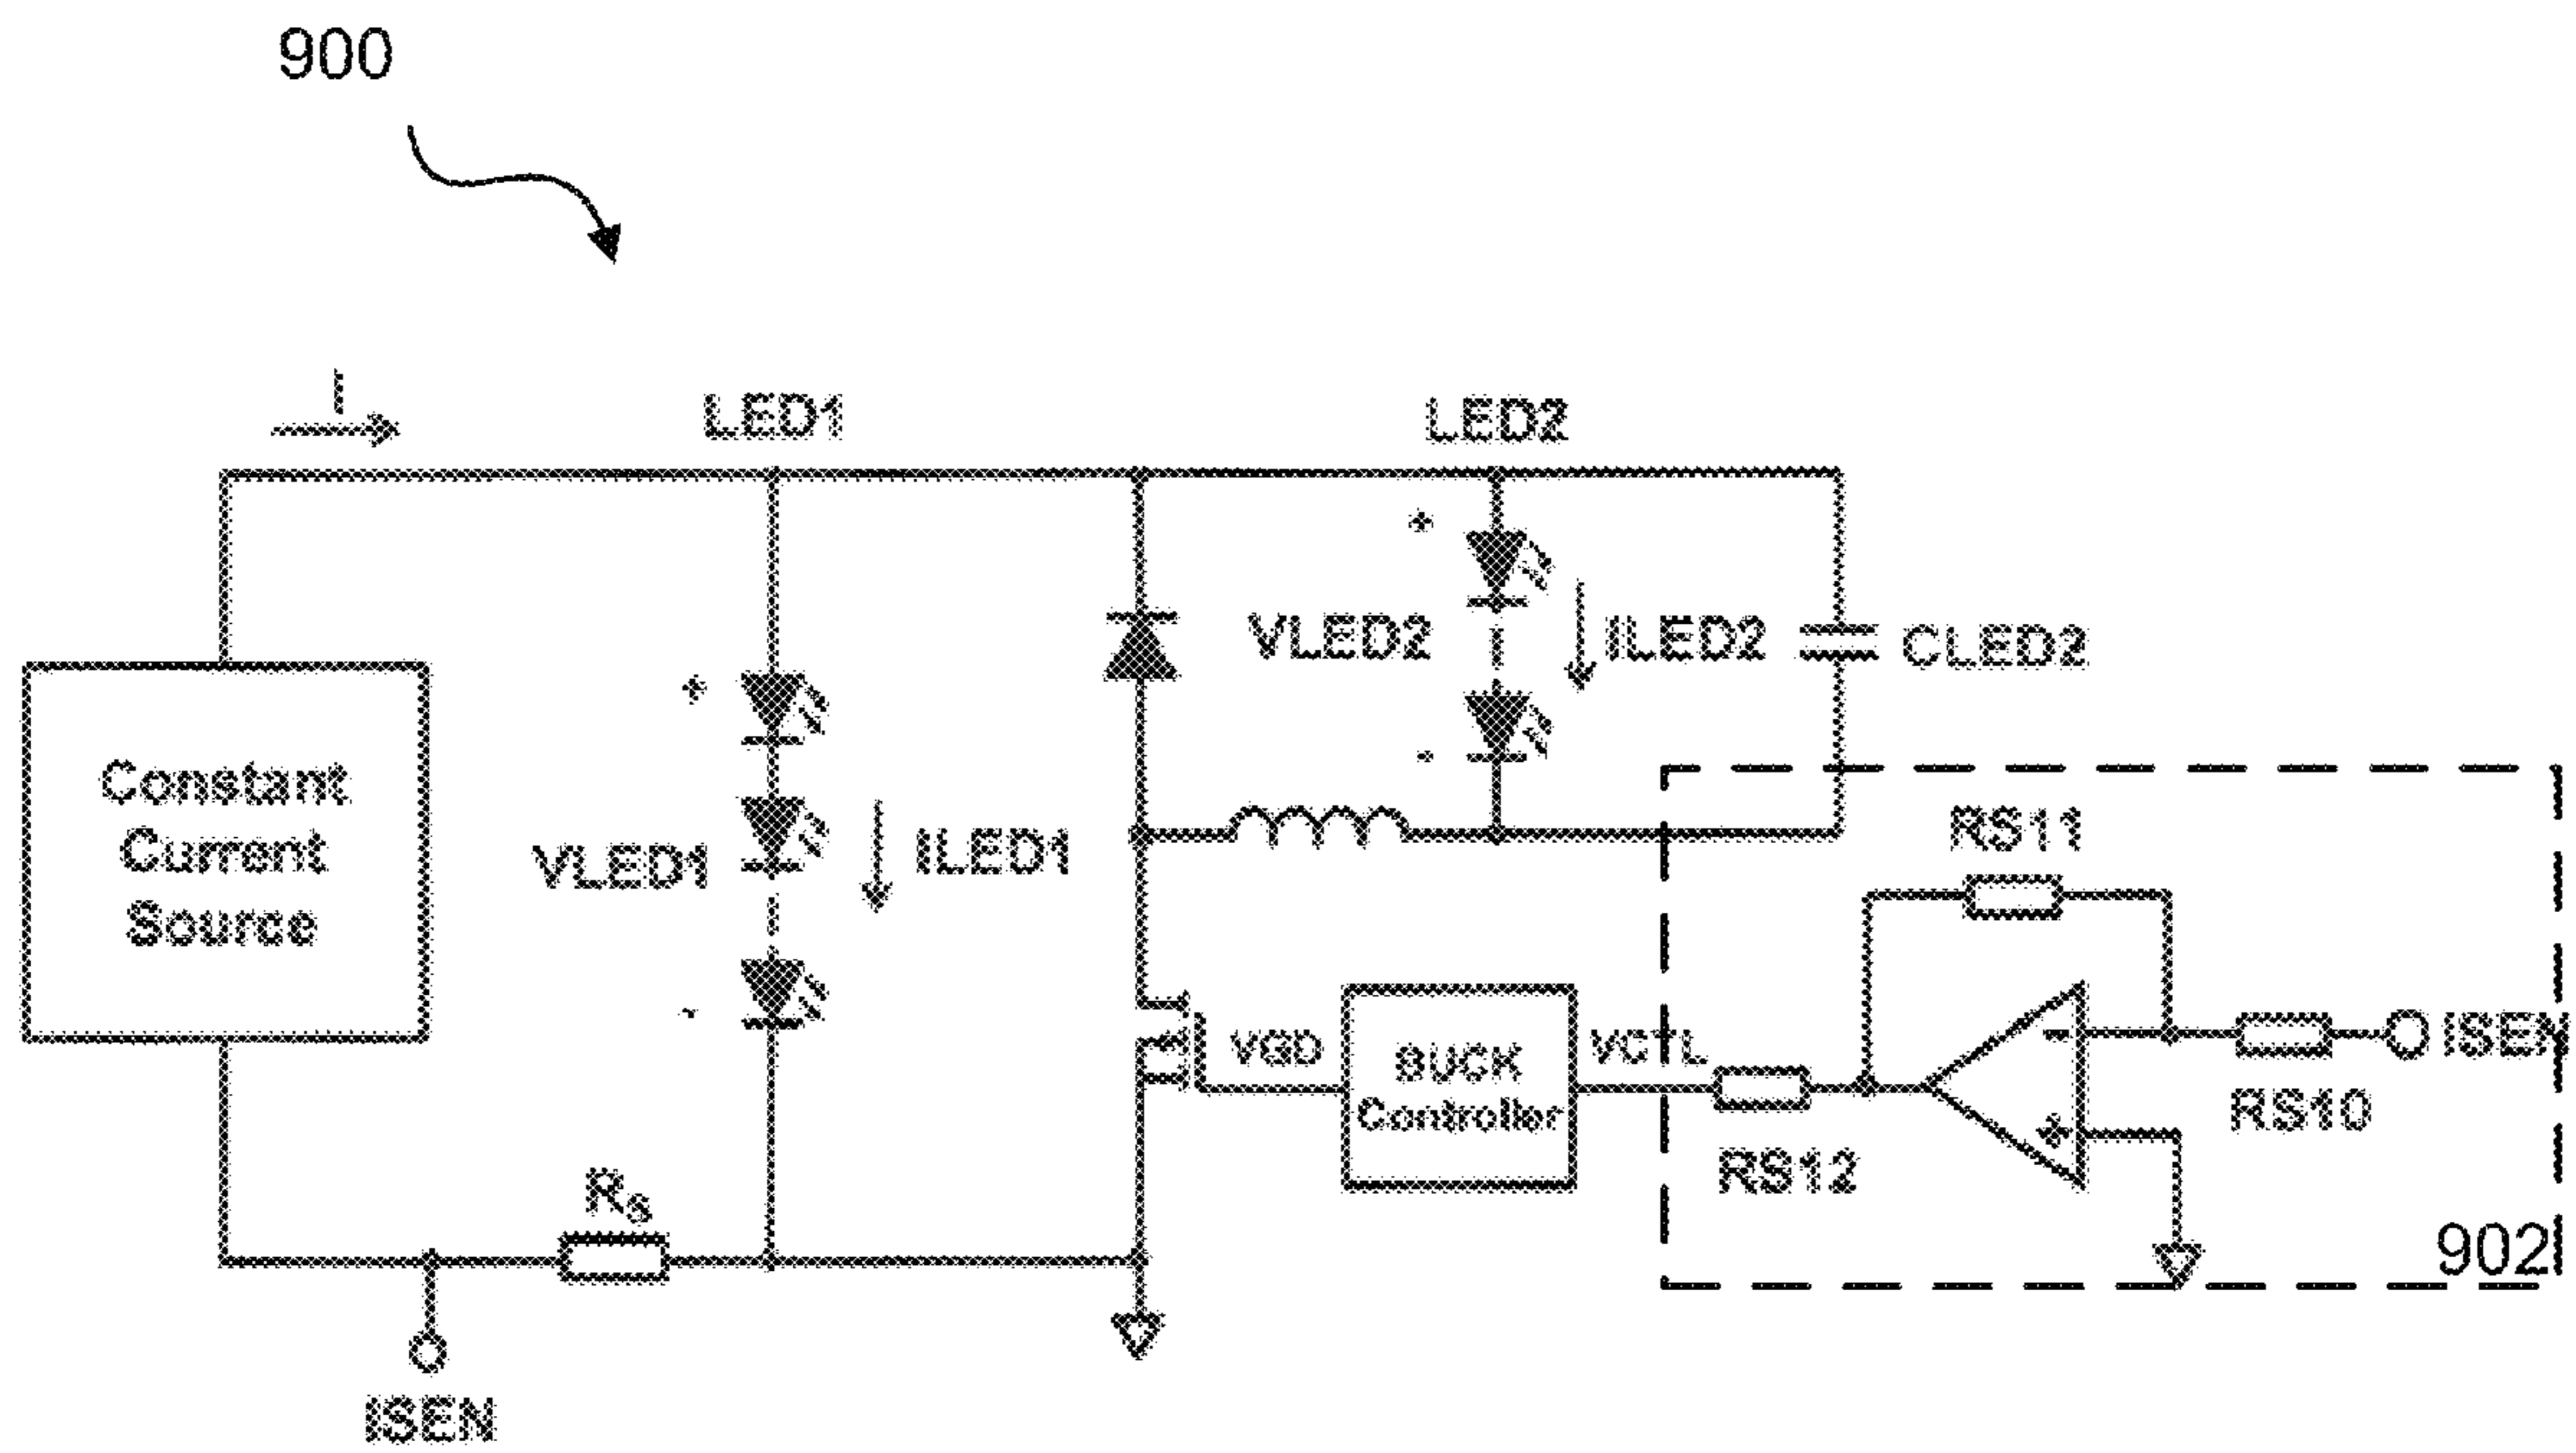 900
I
LED1
LED2
+
VLED2
ILED2
CLED2
+
-
Constant
Current
Source
VLED1
ILED1
RS11
-
VGD
BUCK
Controller
VCTL
-
ISEN
RS10
+
RS12
RS
902
ISEN